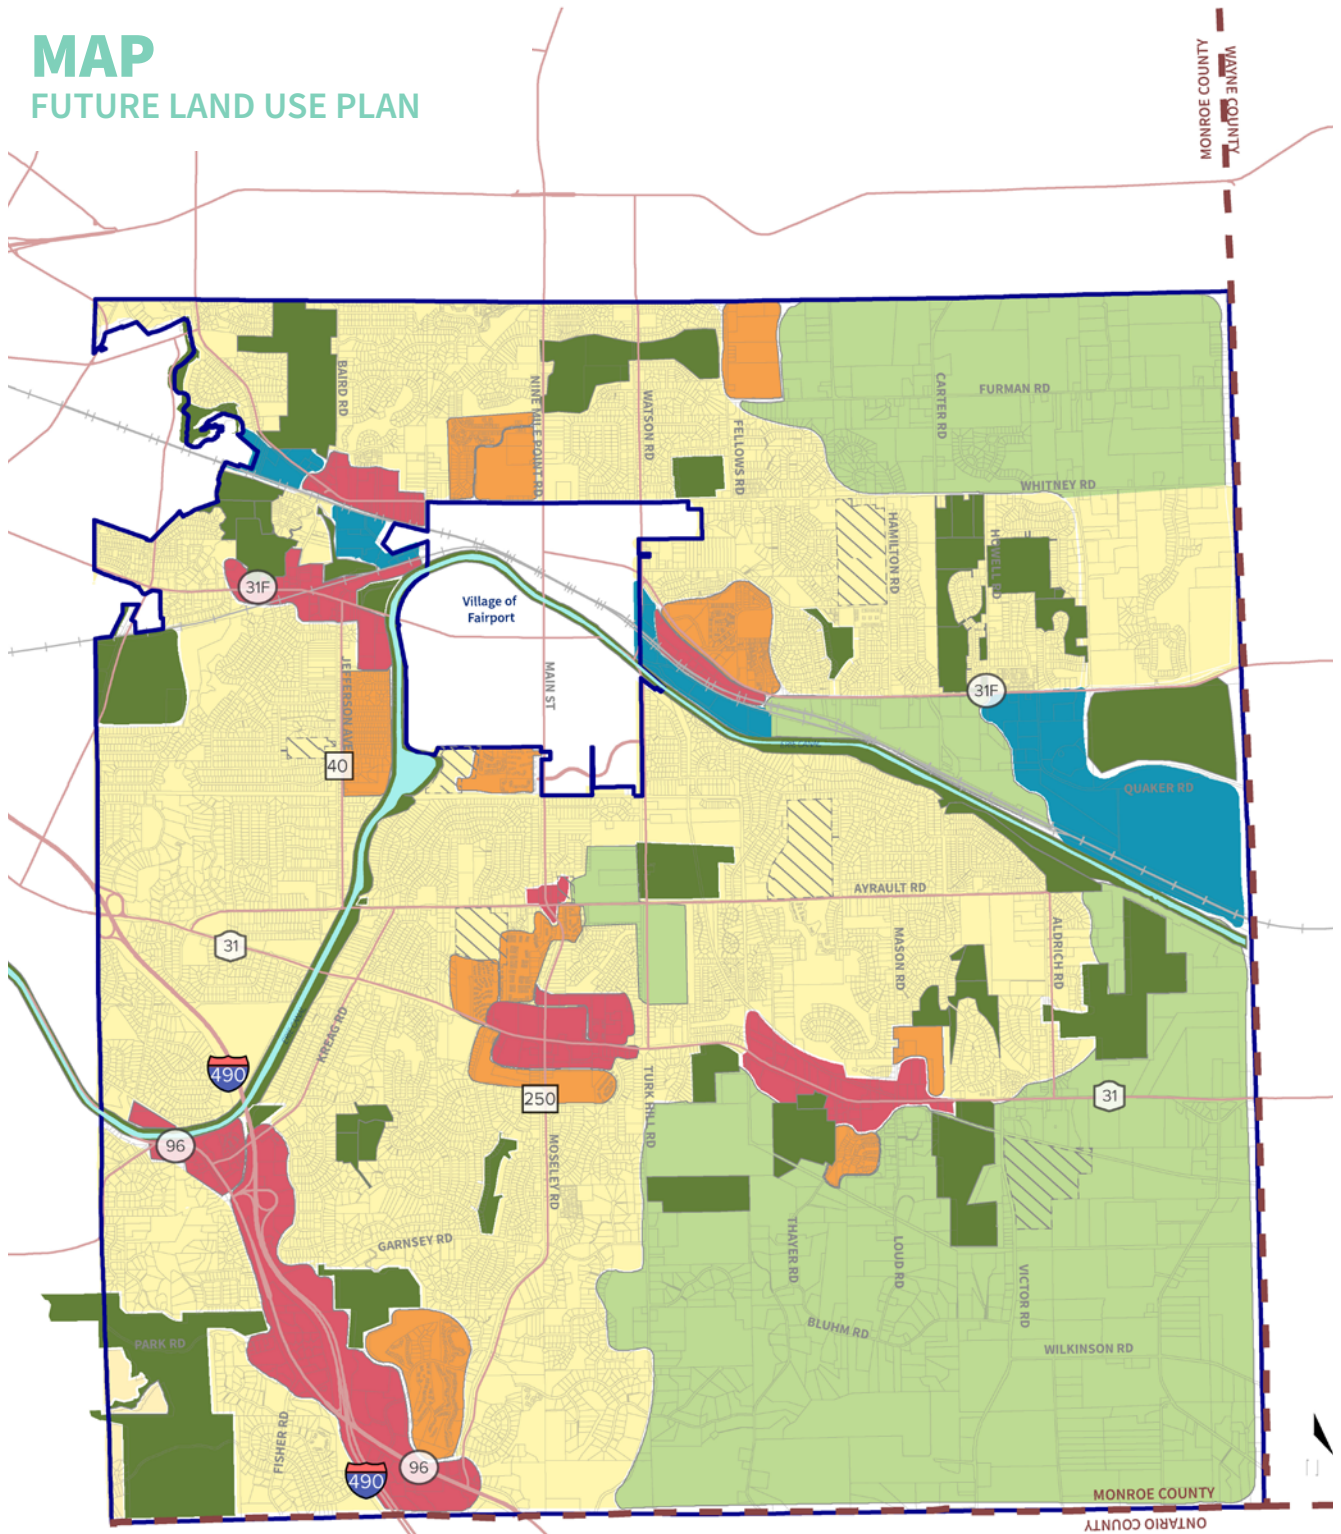 MAP
FUTURE LAND USE PLAN
MONROE COUNTY
WAYNE COUNTY
BAIRD RD
NINE MILE POINT RD
WATSON RD
FELLOWS RD
CARTER RD
FURMAN RD
WHITNEY RD
HAMILTON RD
HOWELL RD
31F
Village of
Fairport
JEFFERSON AVE
MAIN ST
31F
40
QUAKER RD
AYRAULT RD
31
MASON RD
ALDRICH RD
KREAG RD
490
250
TURK HILL RD
31
96
MOSELEY RD
GARNSEY RD
THAYER RD
LOUD RD
VICTOR RD
BLUHM RD
PARK RD
WILKINSON RD
FISHER RD
96
490
MONROE COUNTY
ONTARIO COUNTY